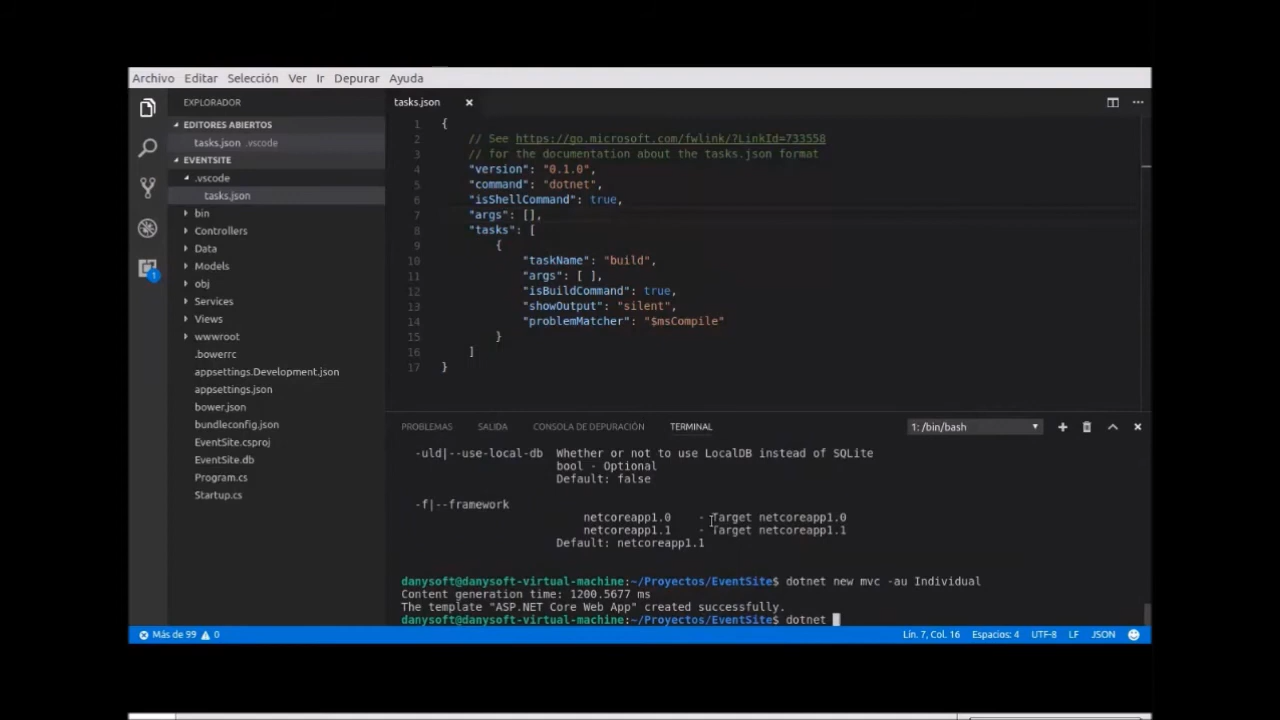 Archivo Editar Selección Ver Ir Depurar Ayuda
EXPLORADOR
EDITORES ABIERTOS
tasks.json .vscode
EVENTSITE
.vscode
tasks.json
bin
Controllers
Data
Models
obj
Services
Views
wwwroot
.bowerrc
appsettings.Development.json
appsettings.json
bower.json
bundleconfig.json
EventSite.csproj
EventSite.db
Program.cs
Startup.cs
1
tasks.json
1 {
2 // See https://go.microsoft.com/fwlink/?LinkId=733558
3 // for the documentation about the tasks.json format
4 "version": "0.1.0",
5 "command": "dotnet",
6 "isShellCommand": true,
7 "args": [],
8 "tasks": [
9 {
10 "taskName": "build",
11 "args": [ ],
12 "isBuildCommand": true,
13 "showOutput": "silent",
14 "problemMatcher": "$msCompile"
15 }
16 ]
17 }
PROBLEMAS SALIDA CONSOLA DE DEPURACIÓN TERMINAL 1: /bin/bash
-uld|--use-local-db Whether or not to use LocalDB instead of SQLite
bool - Optional
Default: false
-f|--framework
netcoreapp1.0 - Target netcoreapp1.0
netcoreapp1.1 - Target netcoreapp1.1
Default: netcoreapp1.1
danysoft@danysoft-virtual-machine:~/Proyectos/EventSite$ dotnet new mvc -au Individual
Content generation time: 1200.5677 ms
The template "ASP.NET Core Web App" created successfully.
danysoft@danysoft-virtual-machine:~/Proyectos/EventSite$ dotnet
Más de 99 0 Lín. 7, Col. 16 Espacios: 4 UTF-8 LF JSON